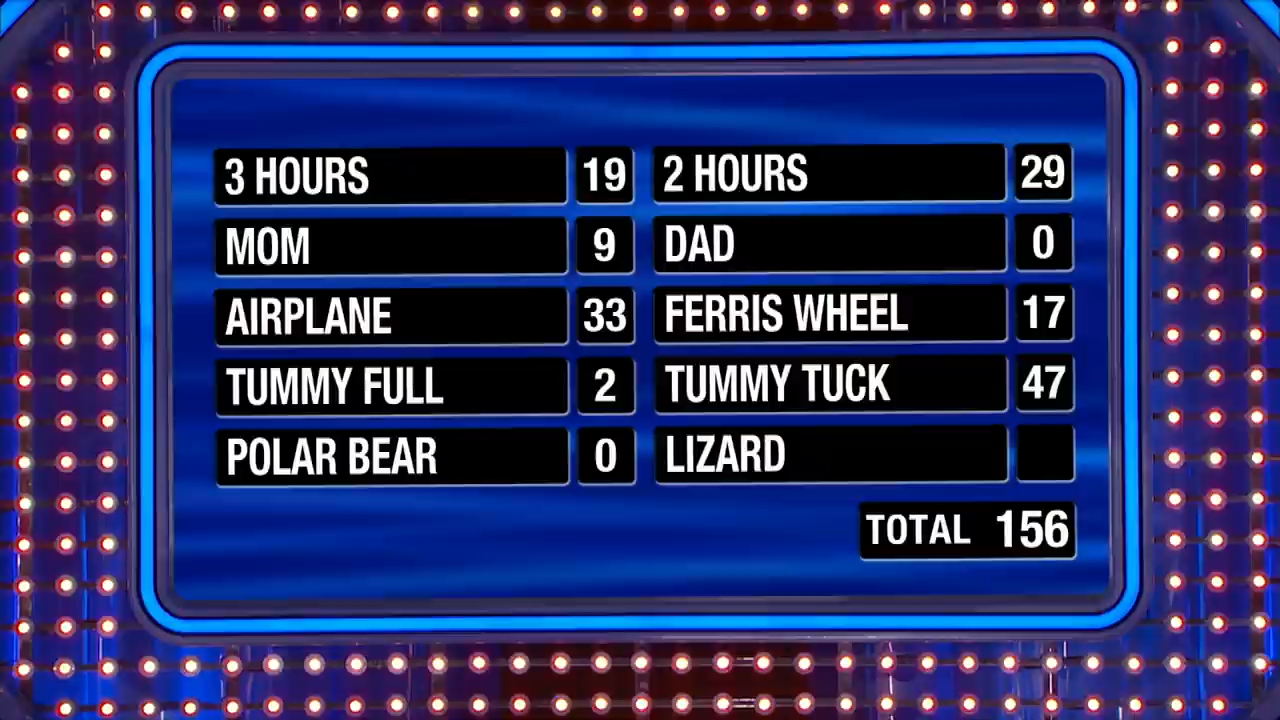 3 HOURS 19 2 HOURS 29
MOM 9 DAD 0
AIRPLANE 33 FERRIS WHEEL 17
TUMMY FULL 2 TUMMY TUCK 47
POLAR BEAR 0 LIZARD
TOTAL 156